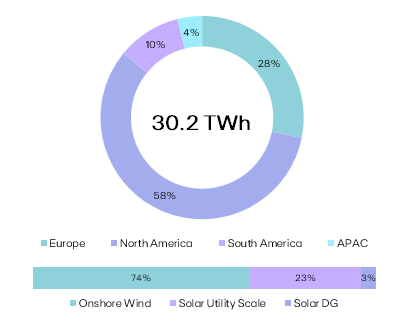 4%
10%
28%
30.2 TWh
58%
Europe North America South America APAC
74% 23% 3%
Onshore Wind Solar Utility Scale Solar DG